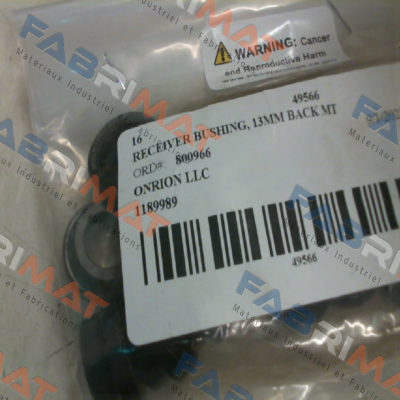 WARNING: Cancer
and Reproductive Harm
49566
16
RECEIVER BUSHING, 13MM BACK MT
ORD#: 800966
ONRION LLC
1189989
49566
FABRIMAT
Materiaux Industriel et Fabrications